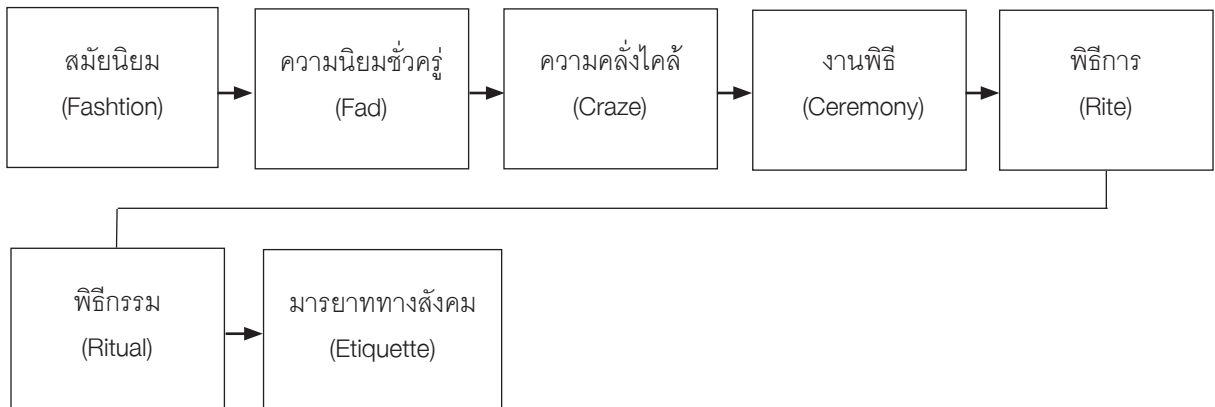 สมัยนิยม
(Fashtion)
ความนิยมชั่วครู่
(Fad)
ความคลั่งไคล้
(Craze)
งานพิธี
(Ceremony)
พิธีการ
(Rite)
พิธีกรรม
(Ritual)
มารยาททางสังคม
(Etiquette)